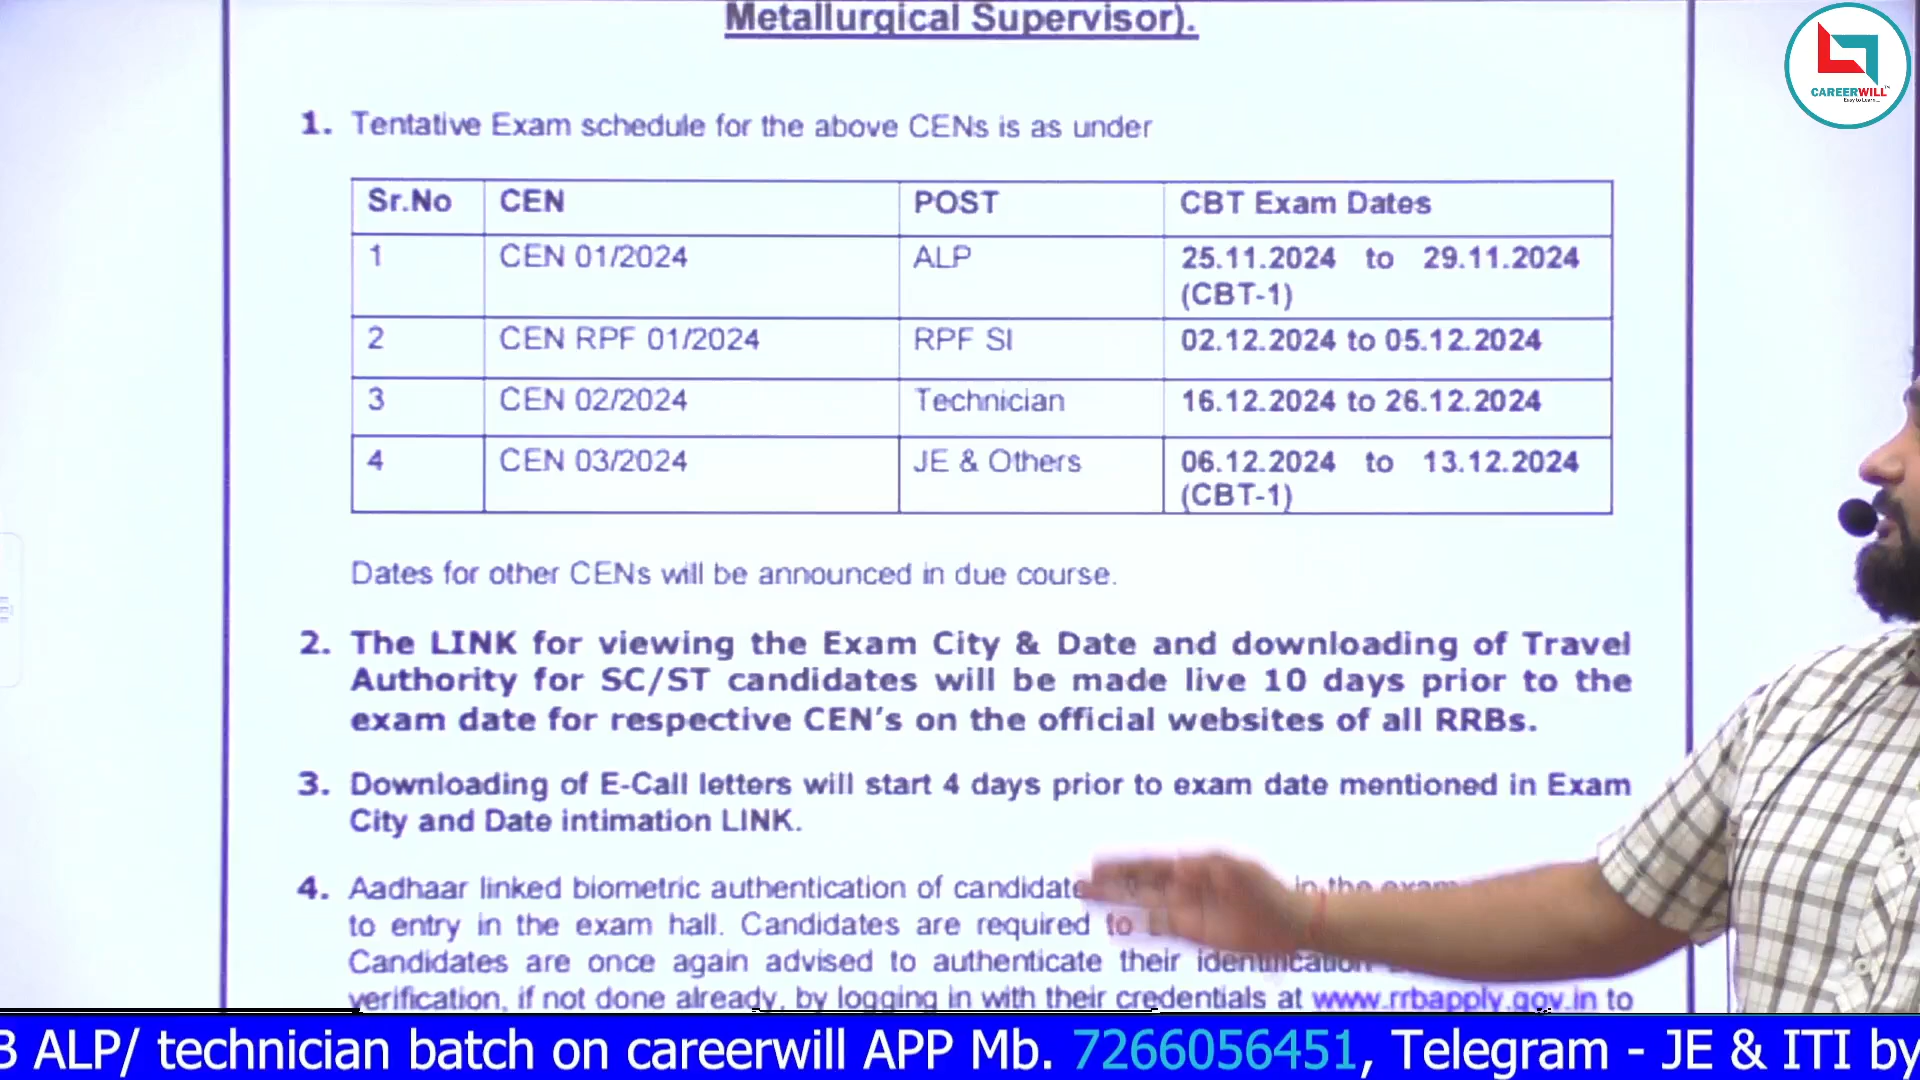 Metallurgical Supervisor).
CAREERWILL
Easy to Learn...
1. Tentative Exam schedule for the above CENs is as under
Sr.No CEN POST CBT Exam Dates
1 CEN 01/2024 ALP 25.11.2024 to 29.11.2024
(CBT-1)
2 CEN RPF 01/2024 RPF SI 02.12.2024 to 05.12.2024
3 CEN 02/2024 Technician 16.12.2024 to 26.12.2024
4 CEN 03/2024 JE & Others 06.12.2024 to 13.12.2024
(CBT-1)
Dates for other CENs will be announced in due course.
2. The LINK for viewing the Exam City & Date and downloading of Travel
Authority for SC/ST candidates will be made live 10 days prior to the
exam date for respective CEN's on the official websites of all RRBs.
3. Downloading of E-Call letters will start 4 days prior to exam date mentioned in Exam
City and Date intimation LINK.
4. Aadhaar linked biometric authentication of candidate in the exam
to entry in the exam hall. Candidates are required to
Candidates are once again advised to authenticate their identification
verification, if not done already, by logging in with their credentials at www.rrbapply.gov.in to
B ALP/ technician batch on careerwill APP Mb. 7266056451, Telegram - JE & ITI by